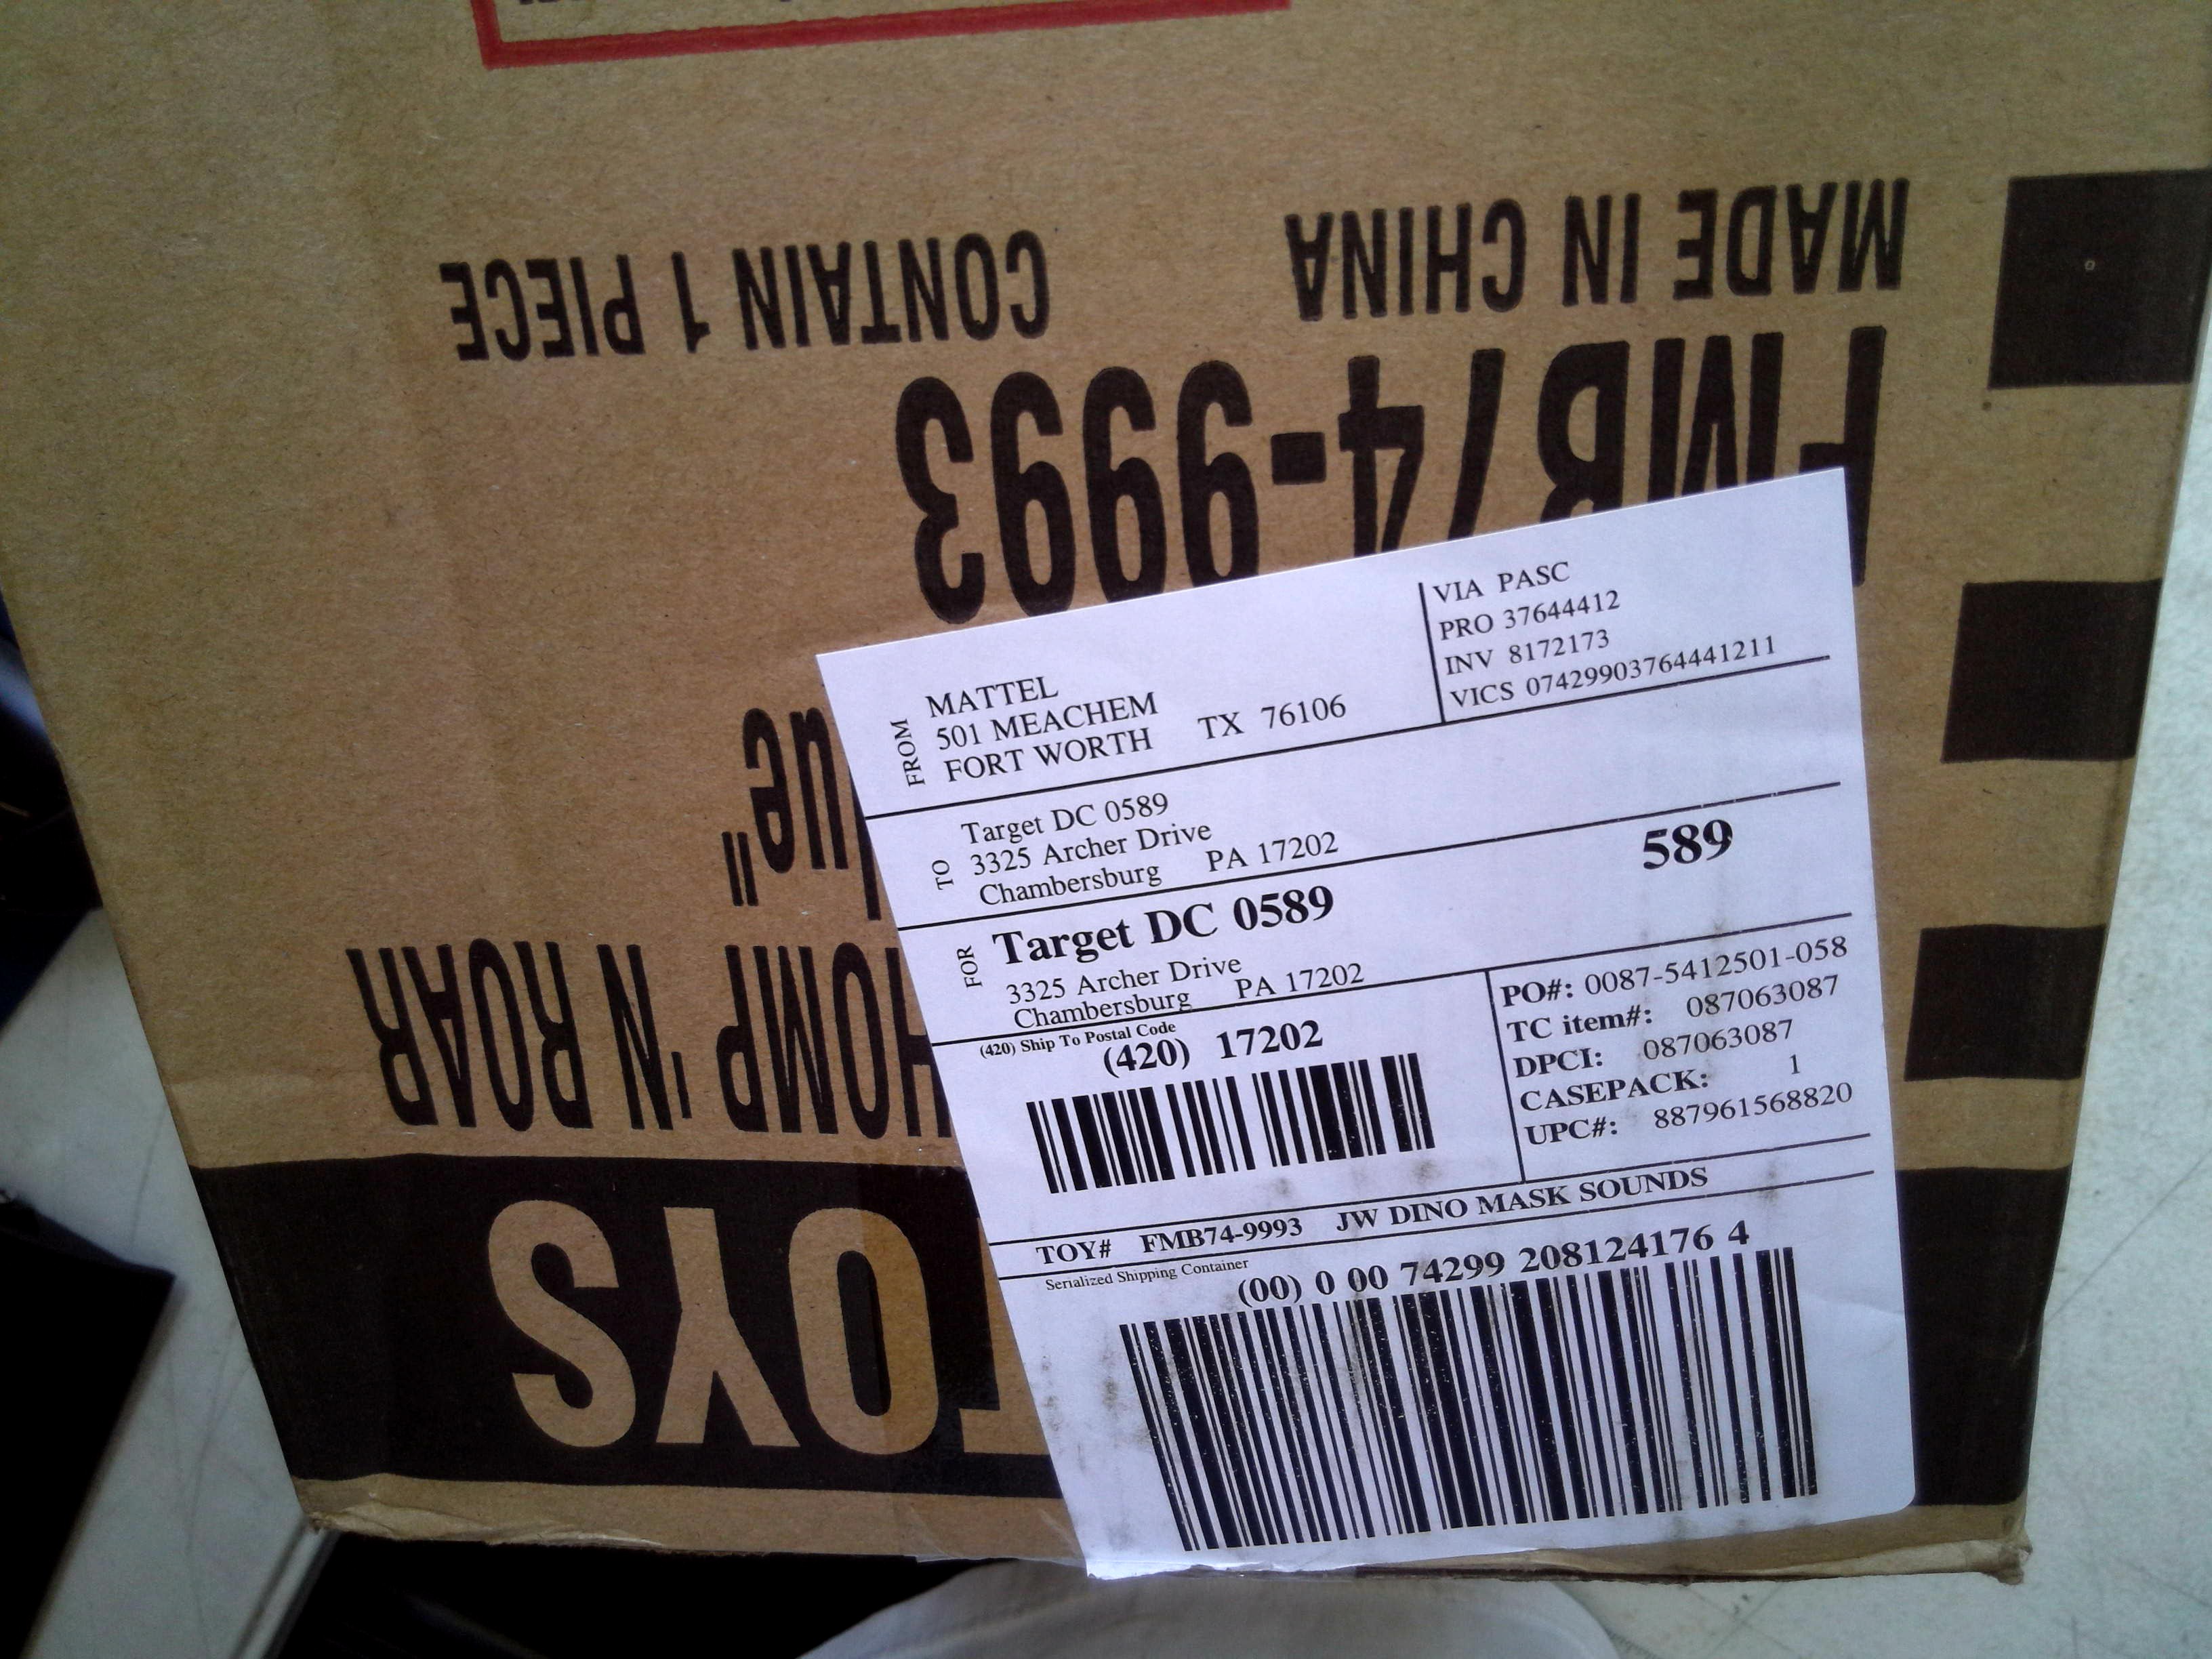 MADE IN CHINA
CONTAIN 1 PIECE
FMB74-9993
HOMP 'N ROAR
TOYS
VIA PASC
PRO 37644412
INV 8172173
VICS 07429903764441211
FROM
MATTEL
501 MEACHEM
FORT WORTH TX 76106
TO
Target DC 0589
3325 Archer Drive
Chambersburg PA 17202
FOR
Target DC 0589 589
3325 Archer Drive
Chambersburg PA 17202
(420) Ship To Postal Code
(420) 17202
PO#: 0087-5412501-058
TC item#: 087063087
DPCI: 087063087
CASEPACK: 1
UPC#: 887961568820
TOY# FMB74-9993 JW DINO MASK SOUNDS
Serialized Shipping Container
(00) 0 00 74299 208124176 4